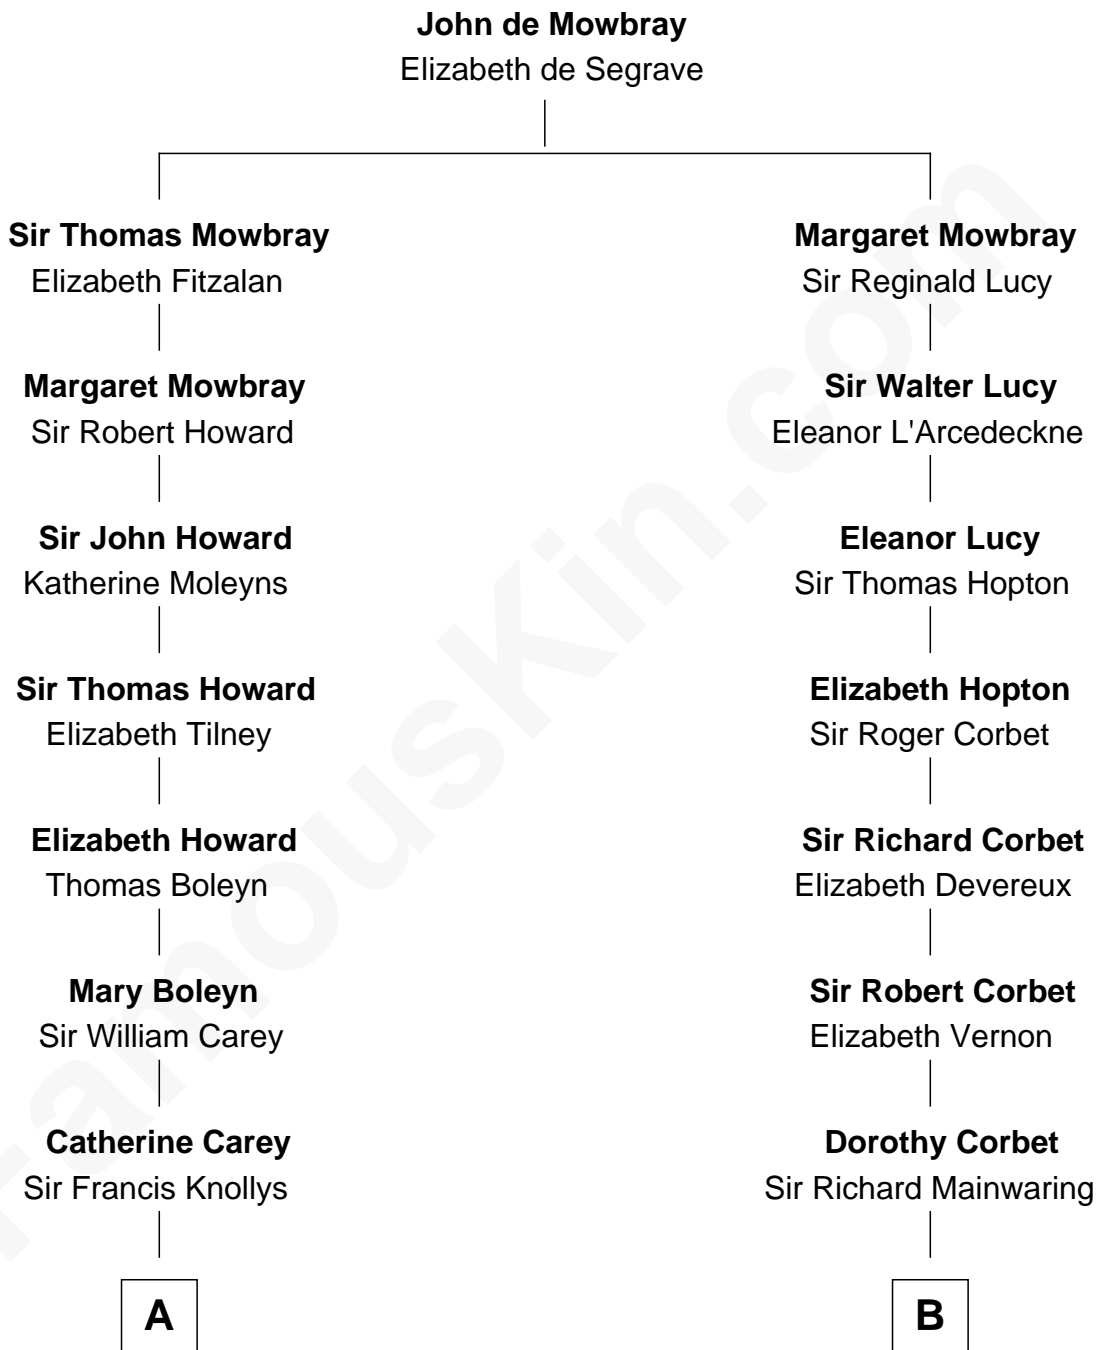 John de Mowbray
Elizabeth de Segrave
Sir Thomas Mowbray
Elizabeth Fitzalan
Margaret Mowbray
Sir Reginald Lucy
Margaret Mowbray
Sir Robert Howard
Sir Walter Lucy
Eleanor L'Arcedeckne
Sir John Howard
Katherine Moleyns
Eleanor Lucy
Sir Thomas Hopton
Sir Thomas Howard
Elizabeth Tilney
Elizabeth Hopton
Sir Roger Corbet
Elizabeth Howard
Thomas Boleyn
Sir Richard Corbet
Elizabeth Devereux
Mary Boleyn
Sir William Carey
Sir Robert Corbet
Elizabeth Vernon
Catherine Carey
Sir Francis Knollys
Dorothy Corbet
Sir Richard Mainwaring
A
B
FamousKin.com